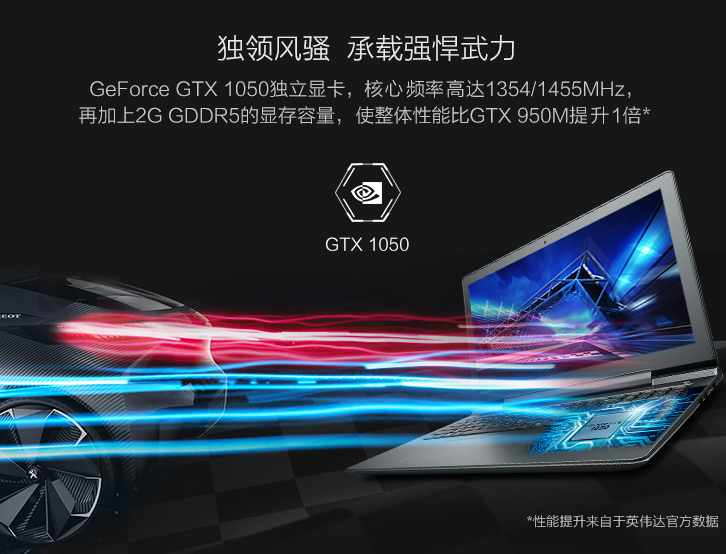 独领风骚 承载强悍武力
GeForce GTX 1050独立显卡，核心频率高达1354/1455MHz，
再加上2G GDDR5的显存容量，使整体性能比GTX 950M提升1倍*
GTX 1050
EOT
1050
*性能提升来自于英伟达官方数据